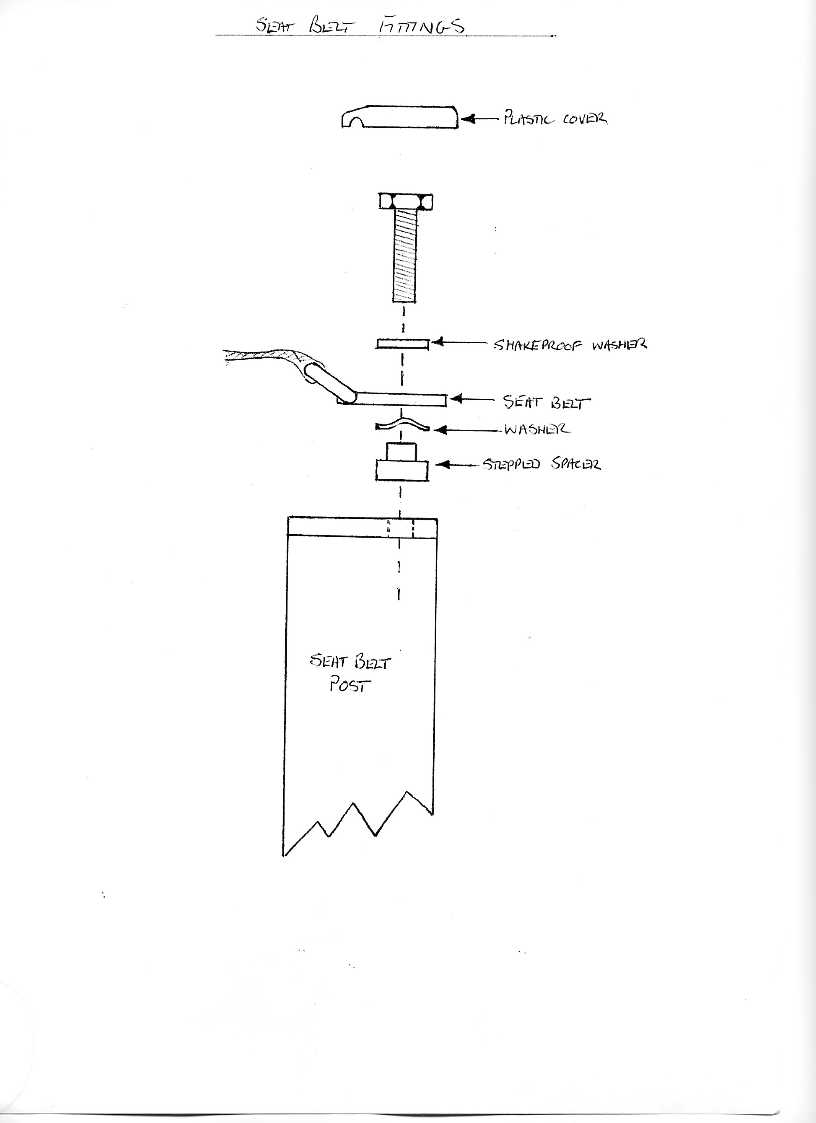 SEAT BELT FITTINGS
PLASTIC COVER
SHAKEPROOF WASHER
SEAT BELT
WASHER
STEPPED SPACER
SEAT BELT
POST